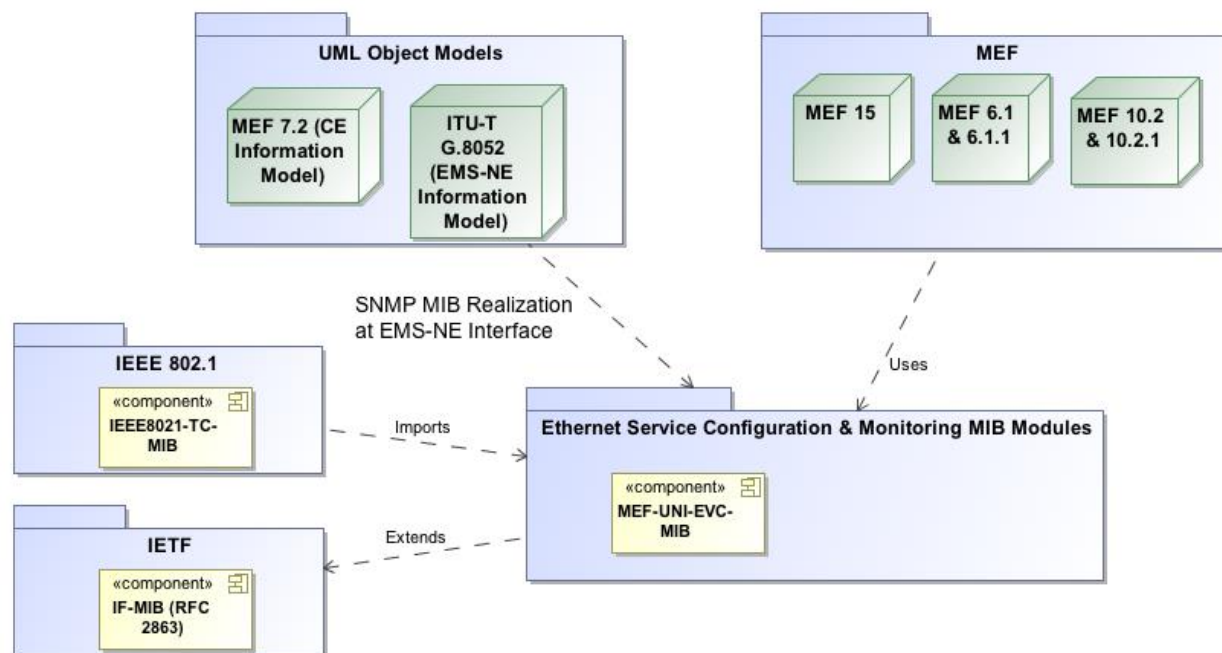 UML Object Models
MEF 7.2 (CE
Information
Model)
ITU-T
G.8052
(EMS-NE
Information
Model)
MEF
MEF 15
MEF 6.1
& 6.1.1
MEF 10.2
& 10.2.1
SNMP MIB Realization
at EMS-NE Interface
Uses
IEEE 802.1
«component»
IEEE8021-TC-
MIB
Imports
Ethernet Service Configuration & Monitoring MIB Modules
«component»
MEF-UNI-EVC-
MIB
Extends
IETF
«component»
IF-MIB (RFC
2863)